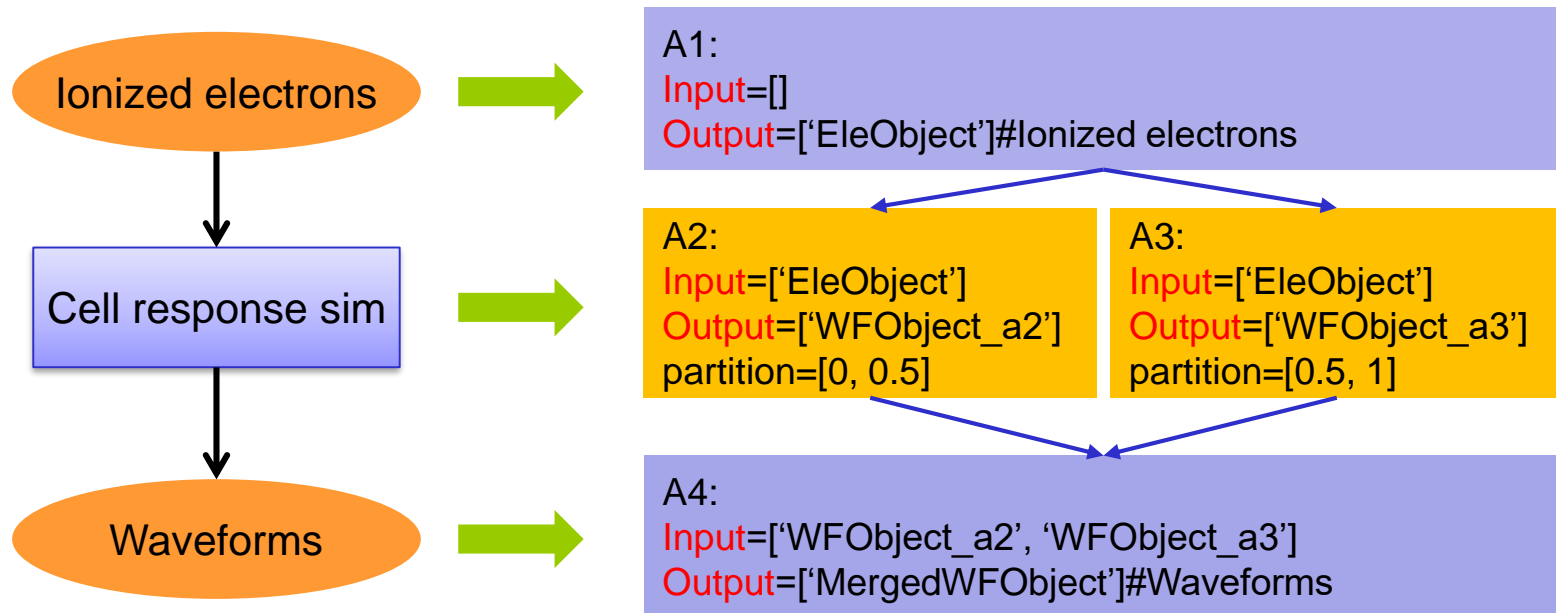 Ionized electrons
A1:
Input=[]
Output=[‘EleObject’]#Ionized electrons
Cell response sim
A2:
Input=[‘EleObject’]
Output=[‘WFObject_a2’]
partition=[0, 0.5]
A3:
Input=[‘EleObject’]
Output=[‘WFObject_a3’]
partition=[0.5, 1]
Waveforms
A4:
Input=[‘WFObject_a2’, ‘WFObject_a3’]
Output=[‘MergedWFObject’]#Waveforms